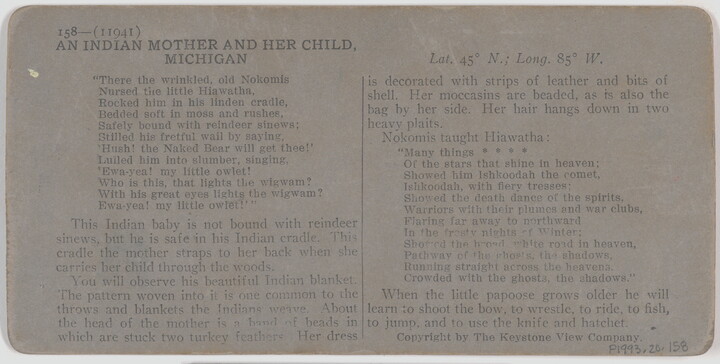 158—(11941)
AN INDIAN MOTHER AND HER CHILD,
MICHIGAN
"There the wrinkled, old Nokomis
Nursed the little Hiawatha,
Rocked him in his linden cradle,
Bedded soft in moss and rushes,
Safely bound with reindeer sinews;
Stilled his fretful wail by saying,
'Hush! the Naked Bear will get thee!'
Lulled him into slumber, singing,
'Ewa-yea! my little owlet!
Who is this, that lights the wigwam?
With his great eyes lights the wigwam?
Ewa-yea! my little owlet!'"
This Indian baby is not bound with reindeer
sinews, but he is safe in his Indian cradle. This
cradle the mother straps to her back when she
carries her child through the woods.
You will observe his beautiful Indian blanket.
The pattern woven into it is one common to the
throws and blankets the Indians weave. About
the head of the mother is a band of beads in
which are stuck two turkey feathers. Her dress
Lat. 45° N.; Long. 85° W.
is decorated with strips of leather and bits of
shell. Her moccasins are beaded, as is also the
bag by her side. Her hair hangs down in two
heavy plaits.
Nokomis taught Hiawatha:
"Many things * * * *
Of the stars that shine in heaven;
Showed him Ishkoodah the comet,
Ishkoodah, with fiery tresses;
Showed the death dance of the spirits,
Warriors with their plumes and war clubs,
Flaring far away to northward
In the frosty nights of Winter;
Showed the broad, white road in heaven,
Pathway of the ghosts, the shadows,
Running straight across the heavens,
Crowded with the ghosts, the shadows."
When the little papoose grows older he will
learn to shoot the bow, to wrestle, to ride, to fish,
to jump, and to use the knife and hatchet.
Copyright by The Keystone View Company.
P1993.20.158